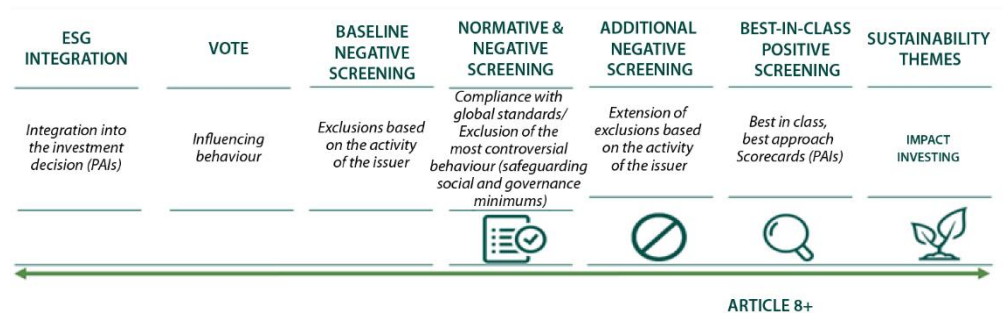 ESG
INTEGRATION
VOTE
BASELINE
NEGATIVE
SCREENING
NORMATIVE &
NEGATIVE
SCREENING
ADDITIONAL
NEGATIVE
SCREENING
BEST-IN-CLASS
POSITIVE
SCREENING
SUSTAINABILITY
THEMES
Integration into
the investment
decision (PAIs)
Influencing
behaviour
Exclusions based
on the activity
of the issuer
Compliance with
global standards/
Exclusion of the
most controversial
behaviour (safeguarding
social and governance
minimums)
Extension of
exclusions based
on the activity
of the issuer
Best in class,
best approach
Scorecards (PAIs)
IMPACT
INVESTING
ARTICLE 8+